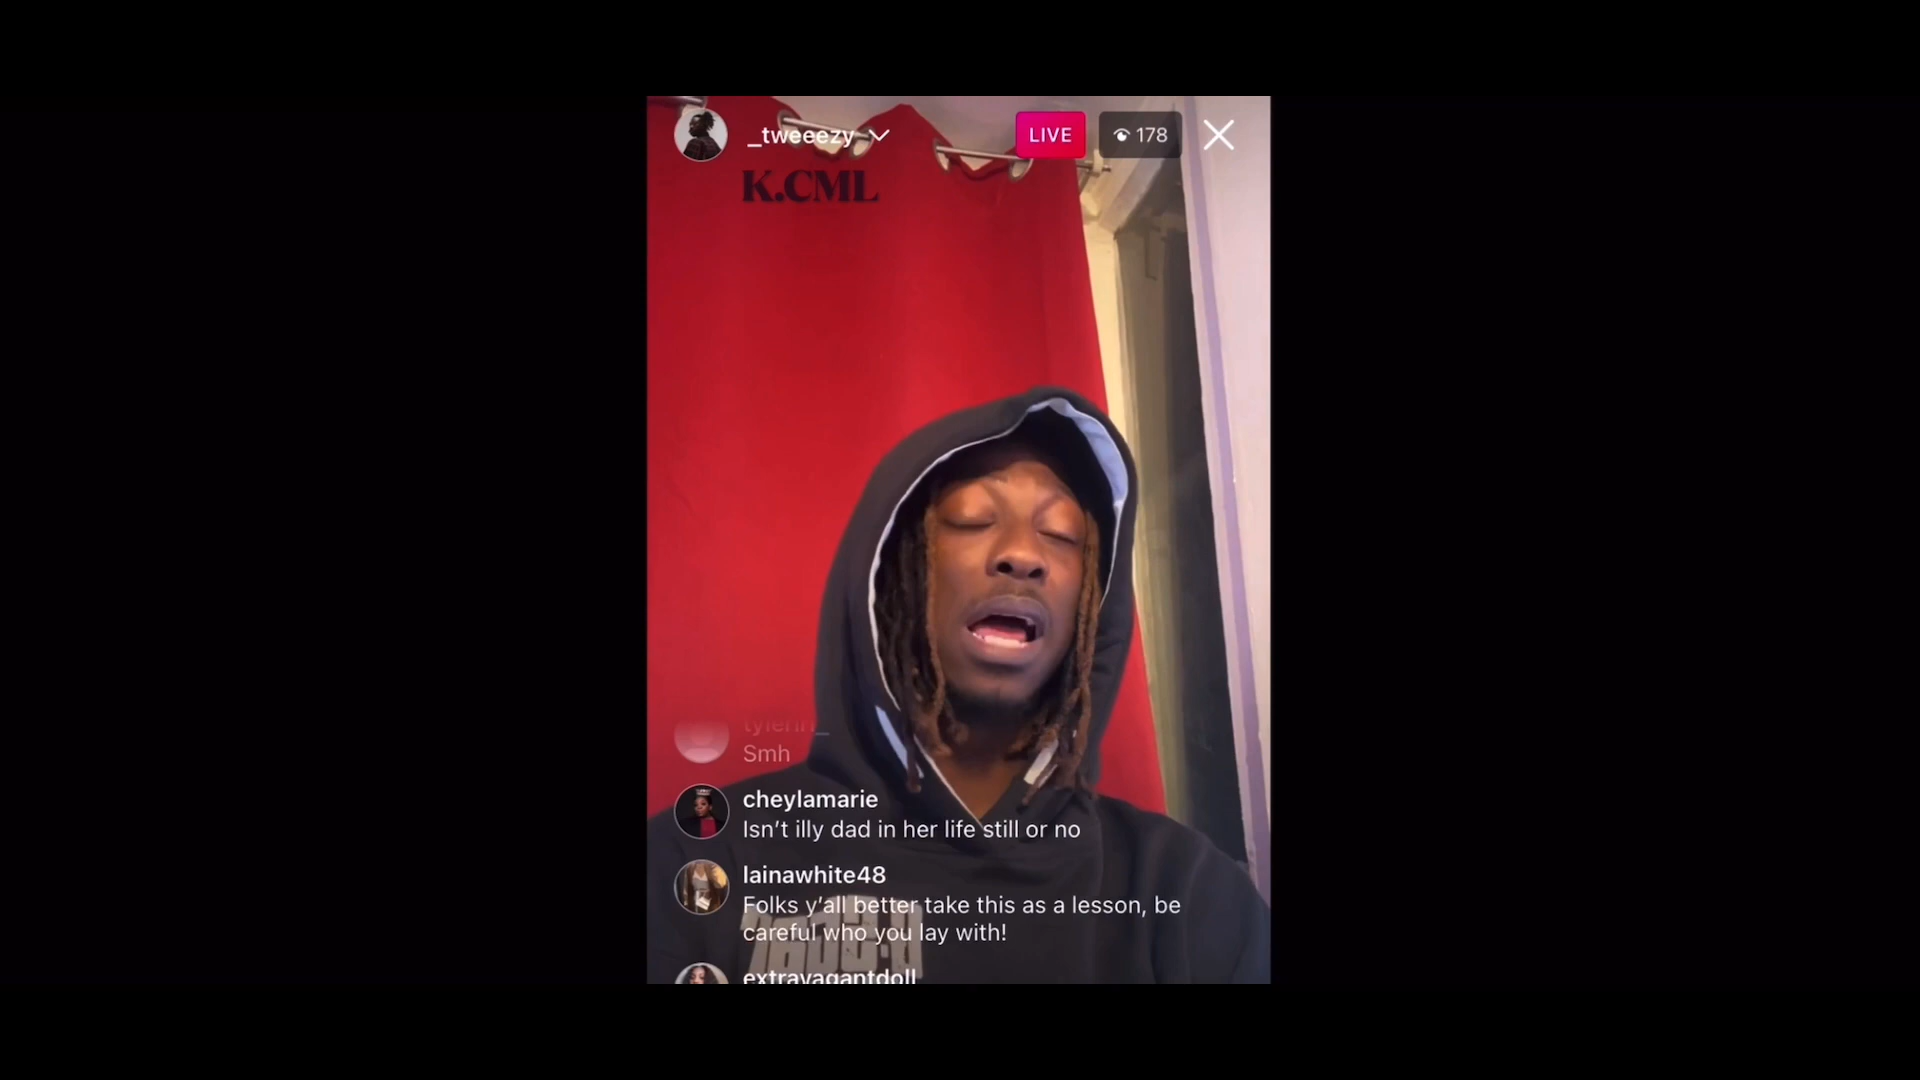 _tweeezy
LIVE
178
K.CML
Smh
cheylamarie
Isn't illy dad in her life still or no
lainawhite48
Folks y'all better take this as a lesson, be
careful who you lay with!
extravagantdoll